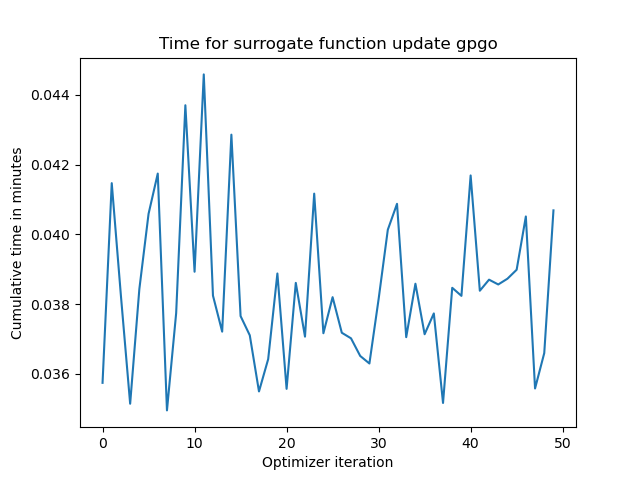 Time for surrogate function update gpgo
Cumulative time in minutes
0.044
0.042
0.040
0.038
0.036
0 10 20 30 40 50
Optimizer iteration